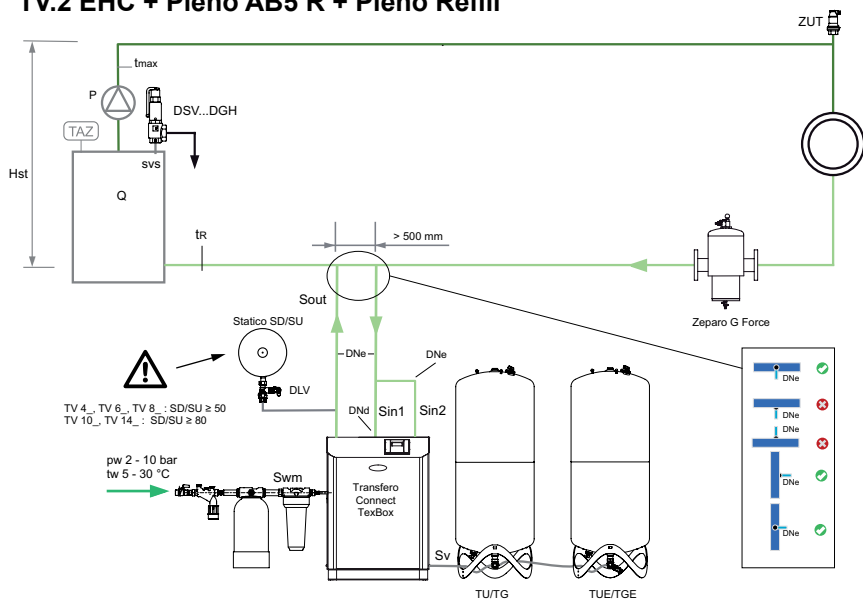 TV.2 EHC + Pleno AB5 R + Pleno Refill
ZUT
tmax
P
DSV...DGH
TAZ
svs
Hst
Q
tR
> 500 mm
Sout
Zeparo G Force
Statico SD/SU
DNe
DNe
DLV
TV 4_, TV 6_, TV 8_ : SD/SU ≥ 50
TV 10_, TV 14_ : SD/SU ≥ 80
DNd
Sin1
Sin2
pw 2 - 10 bar
tw 5 - 30 °C
Swm
Transfero
Connect
TexBox
Sv
TU/TG
TUE/TGE
DNe
DNe
DNe
DNe
DNe